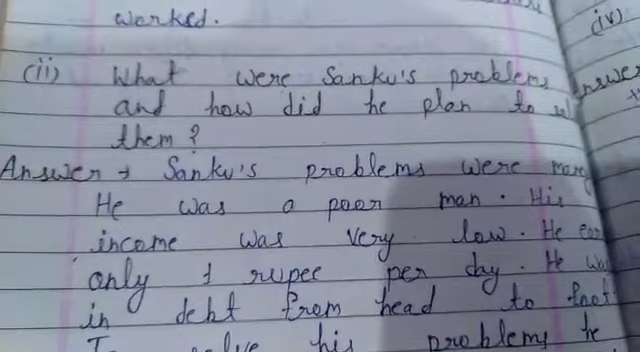 worked.
(iv)
(ii) What were Sanku's problems
and how did he plan to
them?
Answer → Sanku's problems were many
He was a poor man. His
income was very low. He
only 1 rupee per day. He was
in debt from head to foot.
his problems he